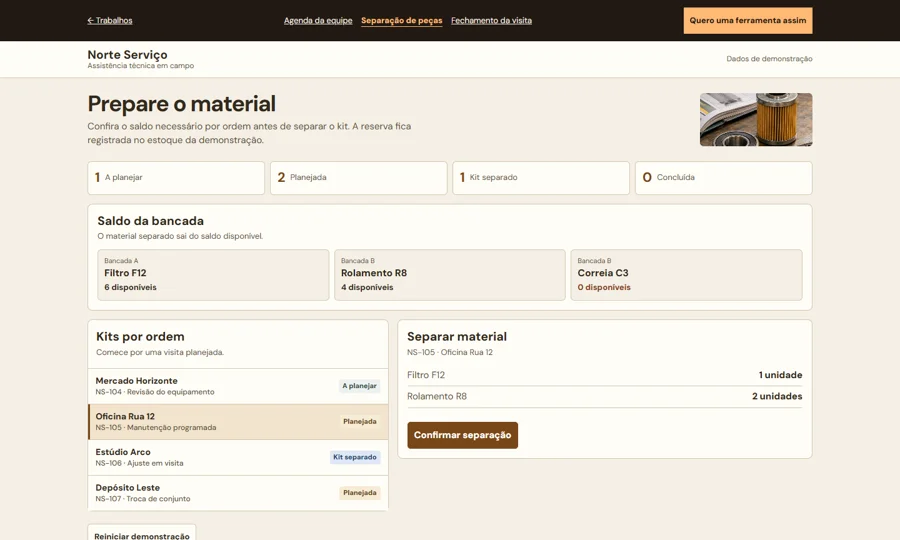 ← Trabalhos
Agenda da equipe
Separação de peças
Fechamento da visita
Quero uma ferramenta assim
Norte Serviço
Assistência técnica em campo
Dados de demonstração
Prepare o material
Confira o saldo necessário por ordem antes de separar o kit. A reserva fica
registrada no estoque da demonstração.
1 A planejar
2 Planejada
1 Kit separado
0 Concluída
Saldo da bancada
O material separado sai do saldo disponível.
Bancada A
Filtro F12
6 disponíveis
Bancada B
Rolamento R8
4 disponíveis
Bancada B
Correia C3
0 disponíveis
Kits por ordem
Comece por uma visita planejada.
Mercado Horizonte
NS-104 · Revisão do equipamento
A planejar
Oficina Rua 12
NS-105 · Manutenção programada
Planejada
Estúdio Arco
NS-106 · Ajuste em visita
Kit separado
Depósito Leste
NS-107 · Troca de conjunto
Planejada
Separar material
NS-105 · Oficina Rua 12
Filtro F12 1 unidade
Rolamento R8 2 unidades
Confirmar separação
Reiniciar demonstração